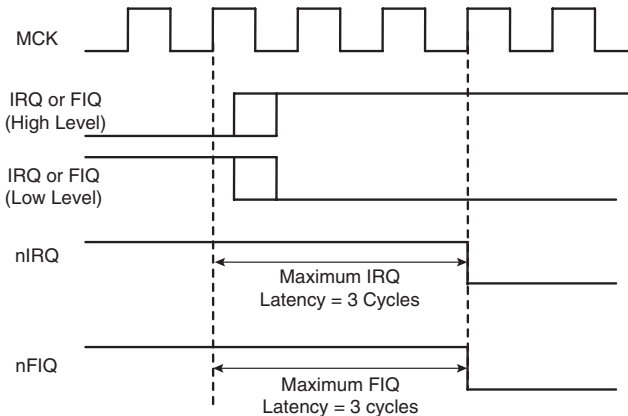 MCK
IRQ or FIQ
(High Level)
IRQ or FIQ
(Low Level)
nIRQ
Maximum IRQ
Latency = 3 Cycles
nFIQ
Maximum FIQ
Latency = 3 cycles